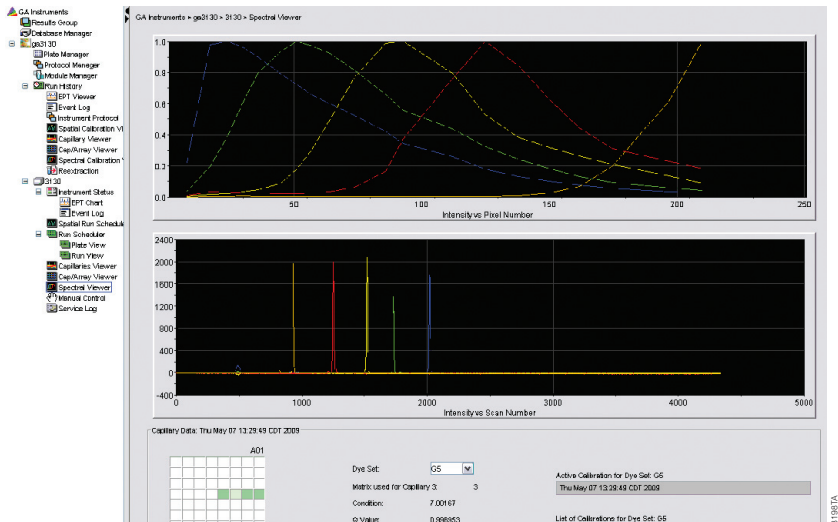 GA Instruments
Results Group
Database Manager
ga3130
Plate Manager
Protocol Manager
Module Manager
Run History
EPT Viewer
Event Log
Instrument Protocol
Spatial Calibration Vi
Capillary Viewer
Cap/Array Viewer
Spectral Calibration
Reextraction
3130
Instrument Status
EPT Chart
Event Log
Spatial Run Schedule
Run Scheduler
Plate View
Run View
Capillaries Viewer
Cap/Array Viewer
Spectral Viewer
Manual Control
Service Log
GA Instruments > ga3130 > 3130 > Spectral Viewer
1.0
0.8
0.6
0.4
0.2
0.0
50 100 150 200 250
Intensity vs Pixel Number
2400
2000
1600
1200
800
400
0
-400
0 1000 2000 3000 4000 5000
Intensity vs Scan Number
Capillary Data: Thu May 07 13:29:49 CDT 2009
A01
Dye Set: G5
Matrix used for Capillary 3: 3
Condition: 7.00167
Q Value: 0.998953
Active Calibration for Dye Set: G5
Thu May 07 13:29:49 CDT 2009
List of Calibrations for Dye Set: G5